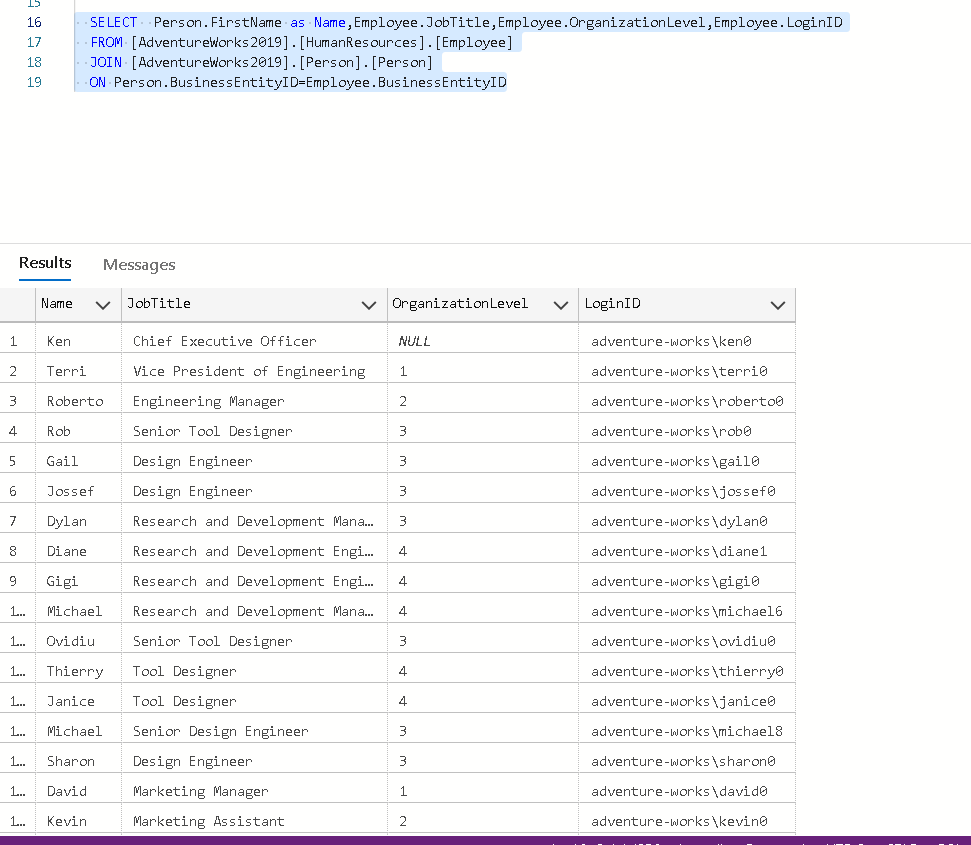 15
16 SELECT Person.FirstName as Name,Employee.JobTitle,Employee.OrganizationLevel,Employee.LoginID
17 FROM [AdventureWorks2019].[HumanResources].[Employee]
18 JOIN [AdventureWorks2019].[Person].[Person]
19 ON Person.BusinessEntityID=Employee.BusinessEntityID
Results Messages
Name JobTitle OrganizationLevel LoginID
1 Ken Chief Executive Officer NULL adventure-works\ken0
2 Terri Vice President of Engineering 1 adventure-works\terri0
3 Roberto Engineering Manager 2 adventure-works\roberto0
4 Rob Senior Tool Designer 3 adventure-works\rob0
5 Gail Design Engineer 3 adventure-works\gail0
6 Jossef Design Engineer 3 adventure-works\jossef0
7 Dylan Research and Development Mana… 3 adventure-works\dylan0
8 Diane Research and Development Engi… 4 adventure-works\diane1
9 Gigi Research and Development Engi… 4 adventure-works\gigi0
1… Michael Research and Development Mana… 4 adventure-works\michael6
1… Ovidiu Senior Tool Designer 3 adventure-works\ovidiu0
1… Thierry Tool Designer 4 adventure-works\thierry0
1… Janice Tool Designer 4 adventure-works\janice0
1… Michael Senior Design Engineer 3 adventure-works\michael8
1… Sharon Design Engineer 3 adventure-works\sharon0
1… David Marketing Manager 1 adventure-works\david0
1… Kevin Marketing Assistant 2 adventure-works\kevin0